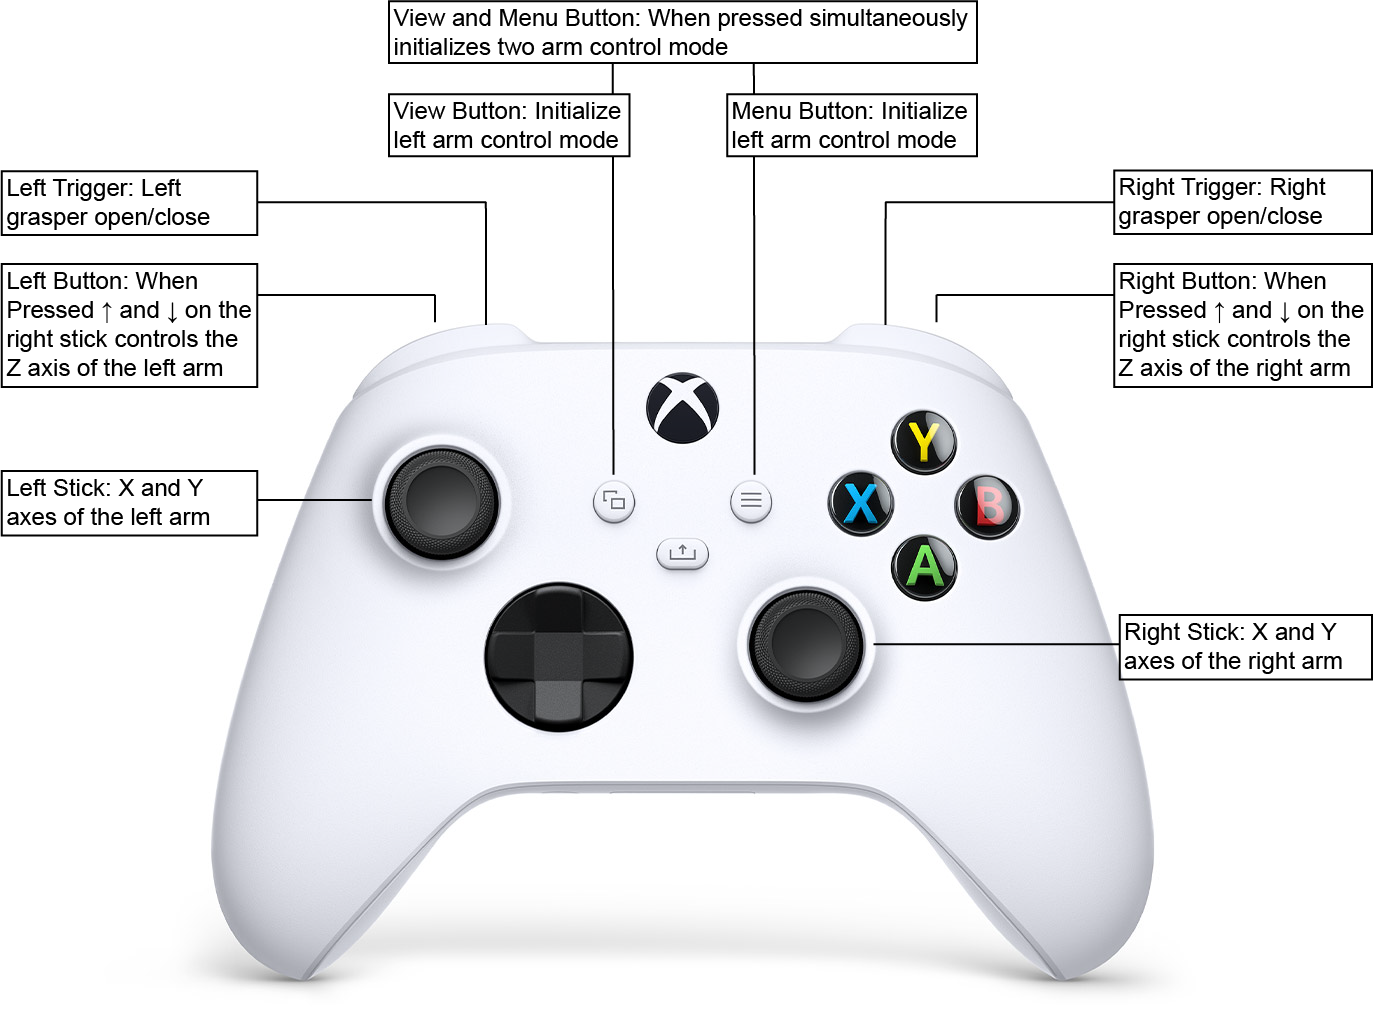 View and Menu Button: When pressed simultaneously
initializes two arm control mode
View Button: Initialize
left arm control mode
Menu Button: Initialize
left arm control mode
Left Trigger: Left
grasper open/close
Right Trigger: Right
grasper open/close
Left Button: When
Pressed ↑ and ↓ on the
right stick controls the
Z axis of the left arm
Right Button: When
Pressed ↑ and ↓ on the
right stick controls the
Z axis of the right arm
Left Stick: X and Y
axes of the left arm
Y
X
B
A
Right Stick: X and Y
axes of the right arm